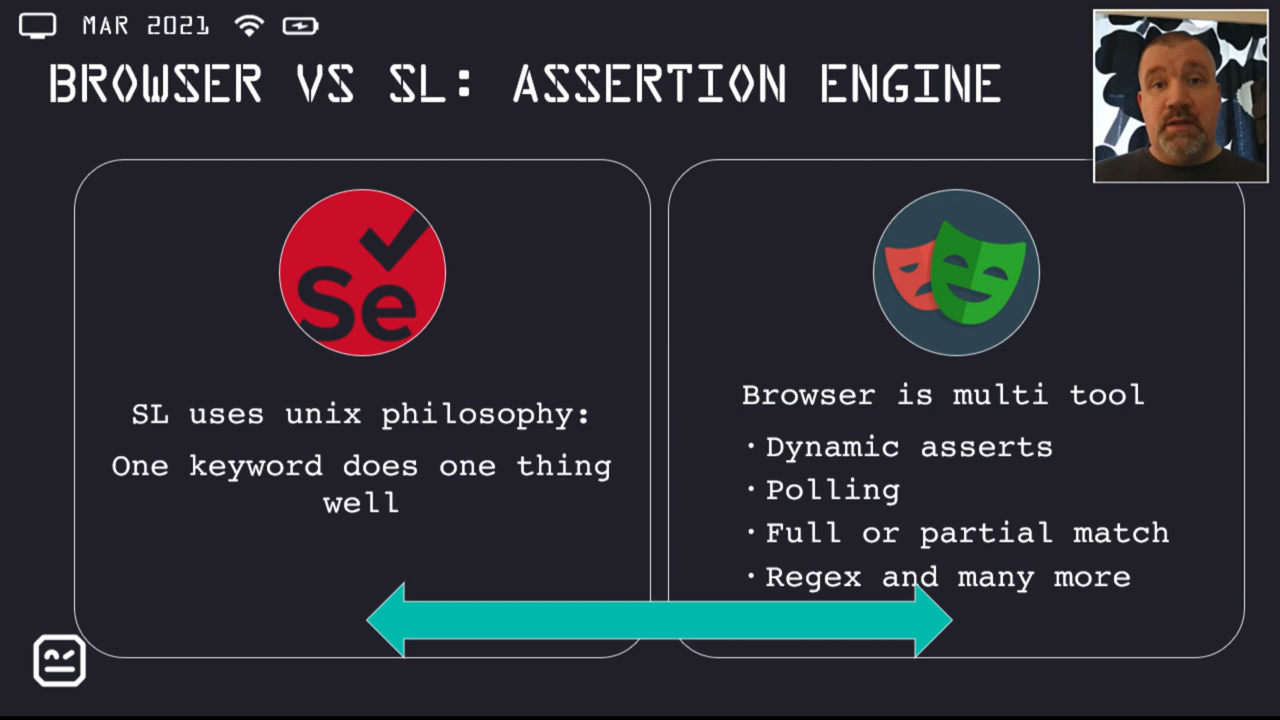 MAR 2021
BROWSER VS SL: ASSERTION ENGINE
Se
SL uses unix philosophy:
One keyword does one thing
well
Browser is multi tool
· Dynamic asserts
· Polling
· Full or partial match
· Regex and many more